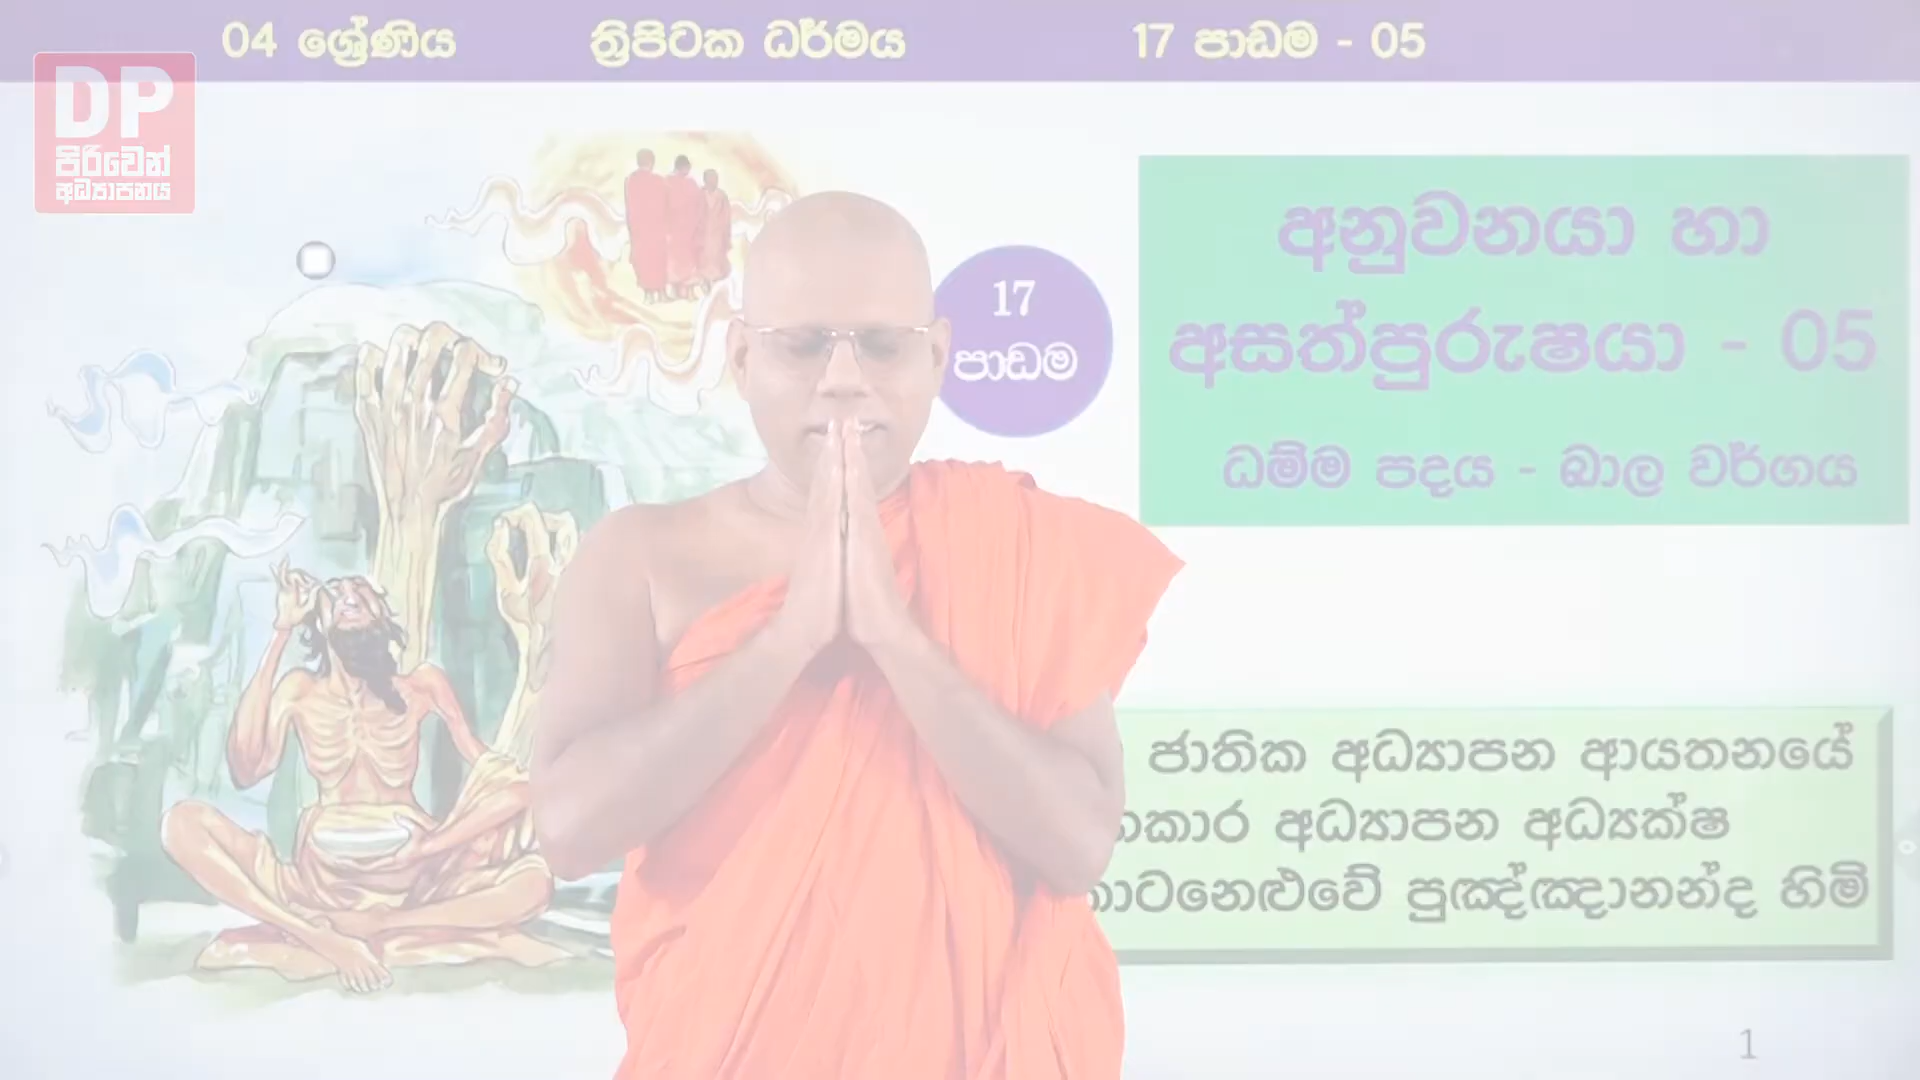 04 ශ්‍රේණිය ත්‍රිපිටක ධර්මය 17 පාඩම - 05
DP
පිරිවෙන්
අධ්‍යාපනය
17
පාඩම
අනුවනයා හා
අසත්පුරුෂයා - 05
ධම්ම පදය - බාල වර්ගය
ජාතික අධ්‍යාපන ආයතනයේ
අධ්‍යාපන අධ්‍යක්ෂ
පුඤ්ඤානන්ද හිමි
1